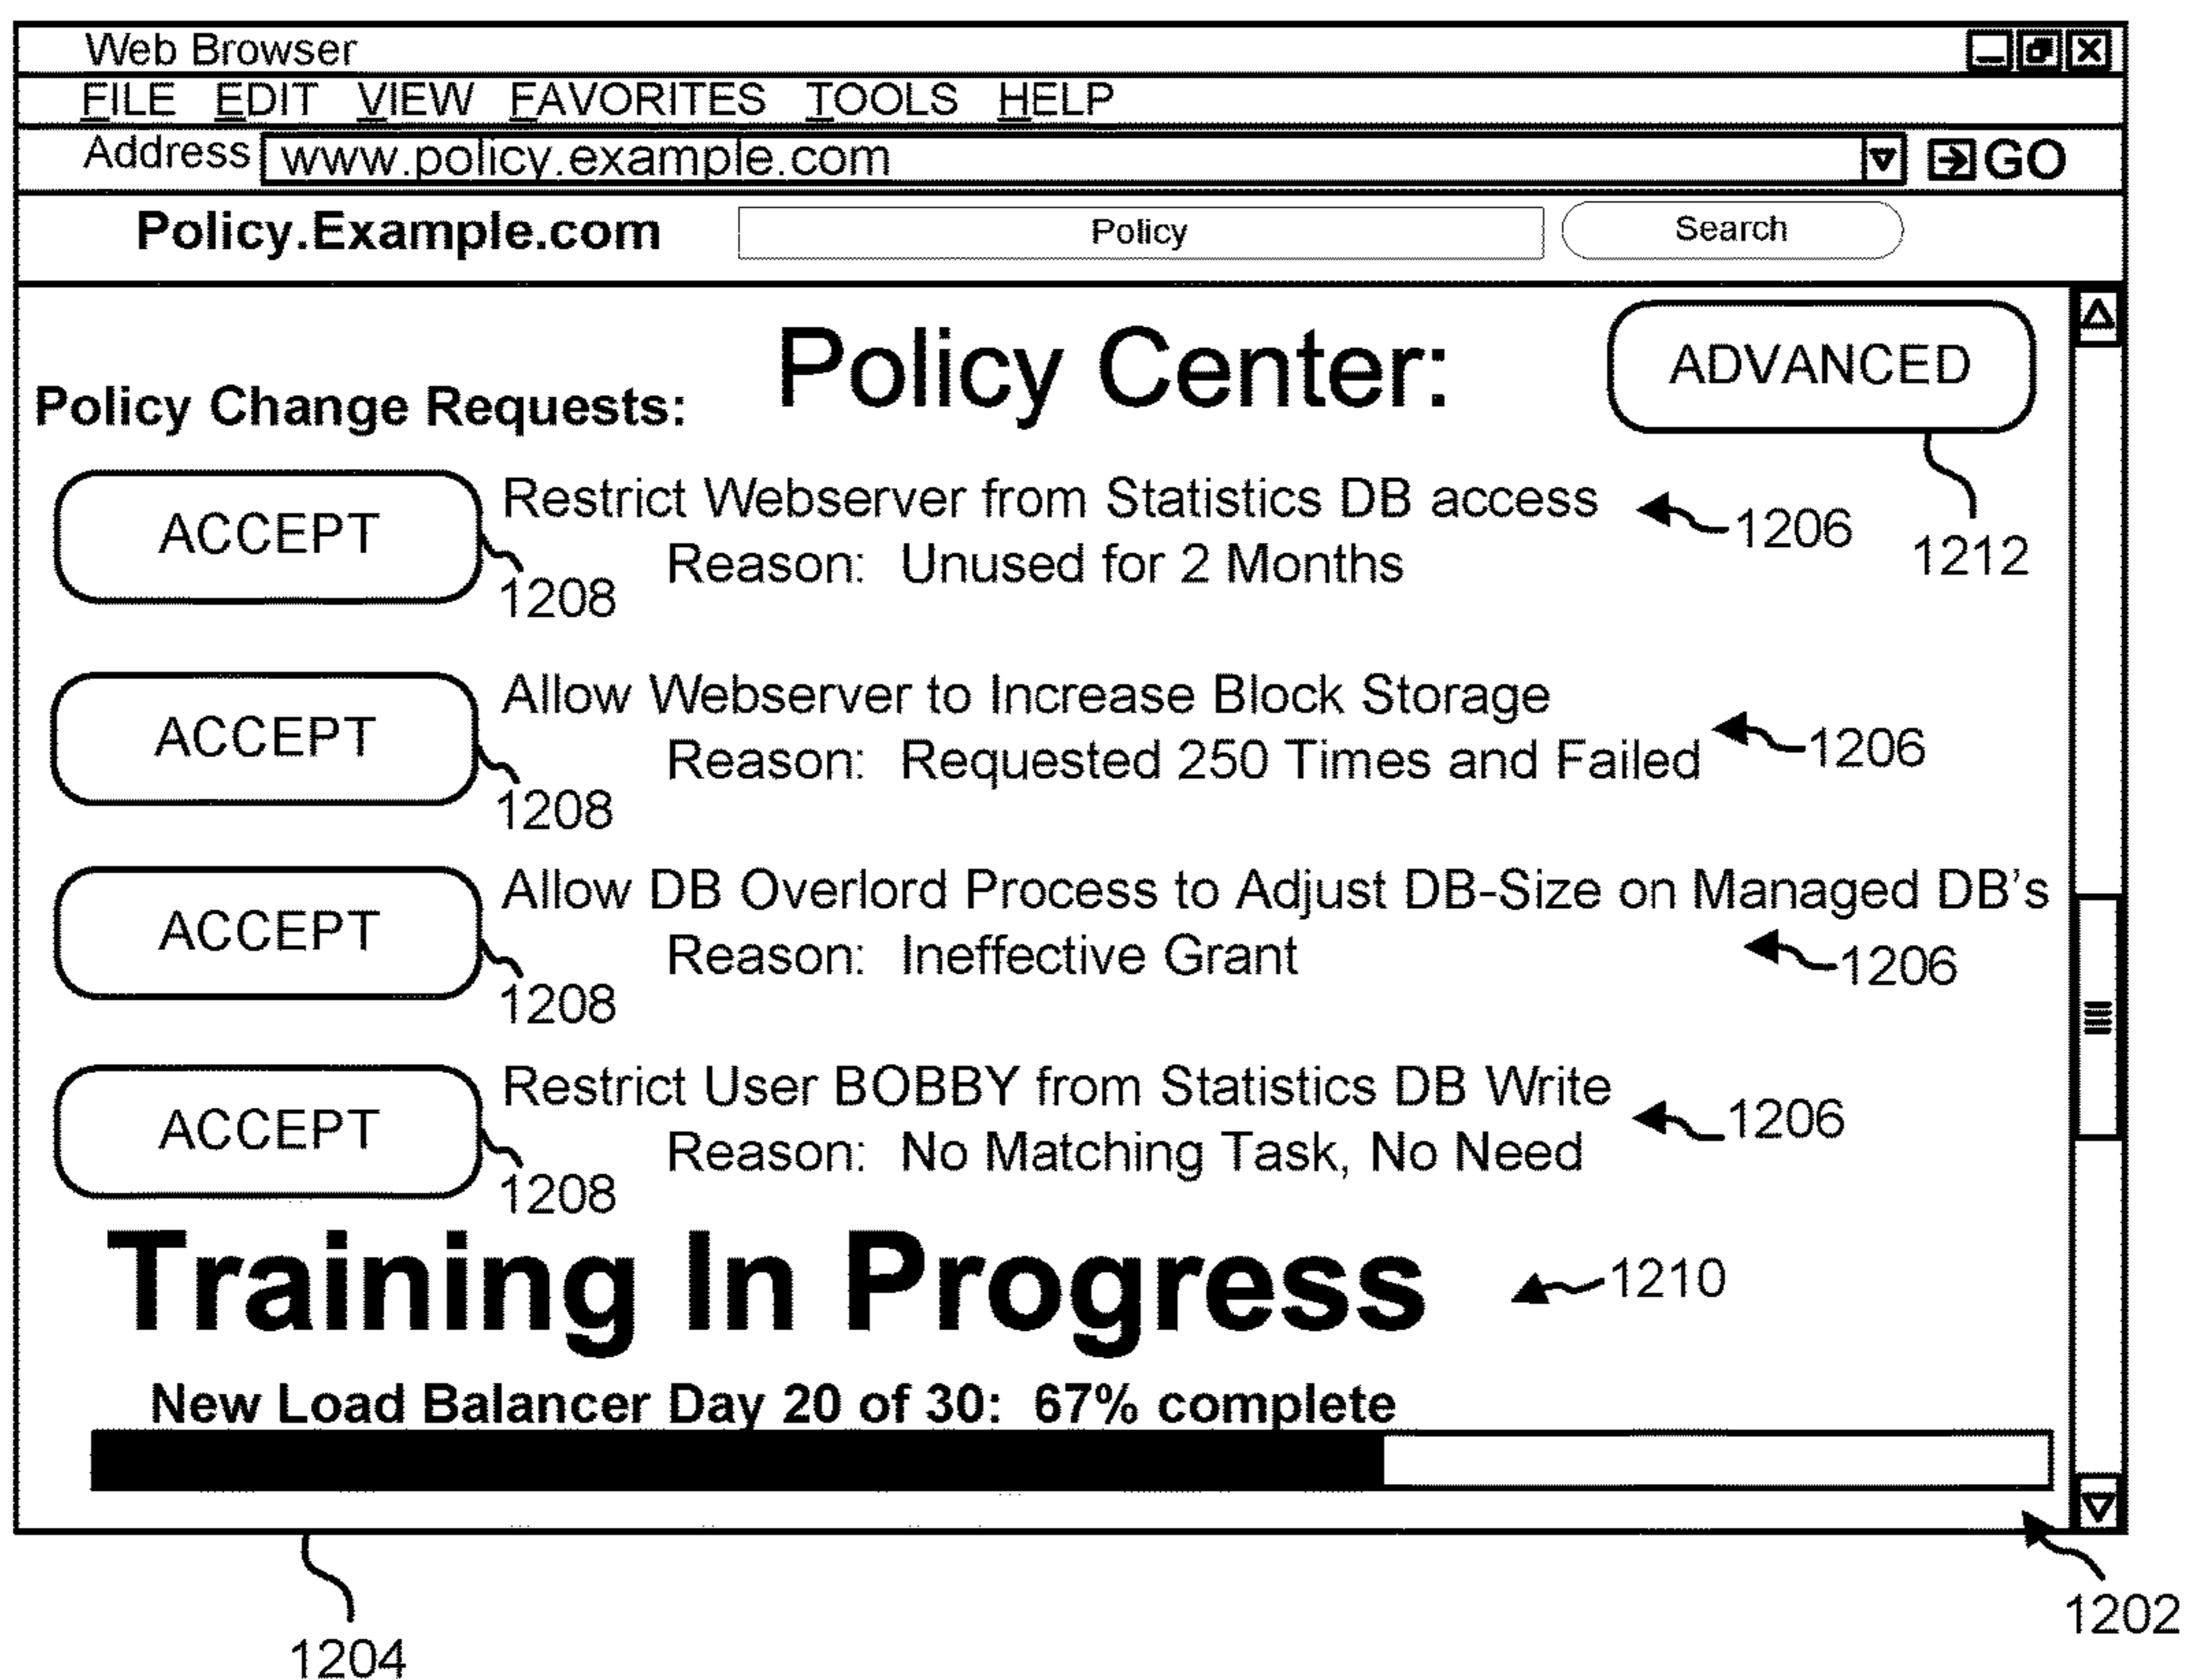 Web Browser
FILE EDIT VIEW FAVORITES TOOLS HELP
Address www.policy.example.com GO
Policy.Example.com Policy Search
Policy Center: ADVANCED
Policy Change Requests:
1212
ACCEPT Restrict Webserver from Statistics DB access 1206
Reason: Unused for 2 Months
1208
ACCEPT Allow Webserver to Increase Block Storage
Reason: Requested 250 Times and Failed 1206
1208
ACCEPT Allow DB Overlord Process to Adjust DB-Size on Managed DB's
Reason: Ineffective Grant 1206
1208
ACCEPT Restrict User BOBBY from Statistics DB Write 1206
Reason: No Matching Task, No Need
1208
Training In Progress 1210
New Load Balancer Day 20 of 30: 67% complete
1202
1204